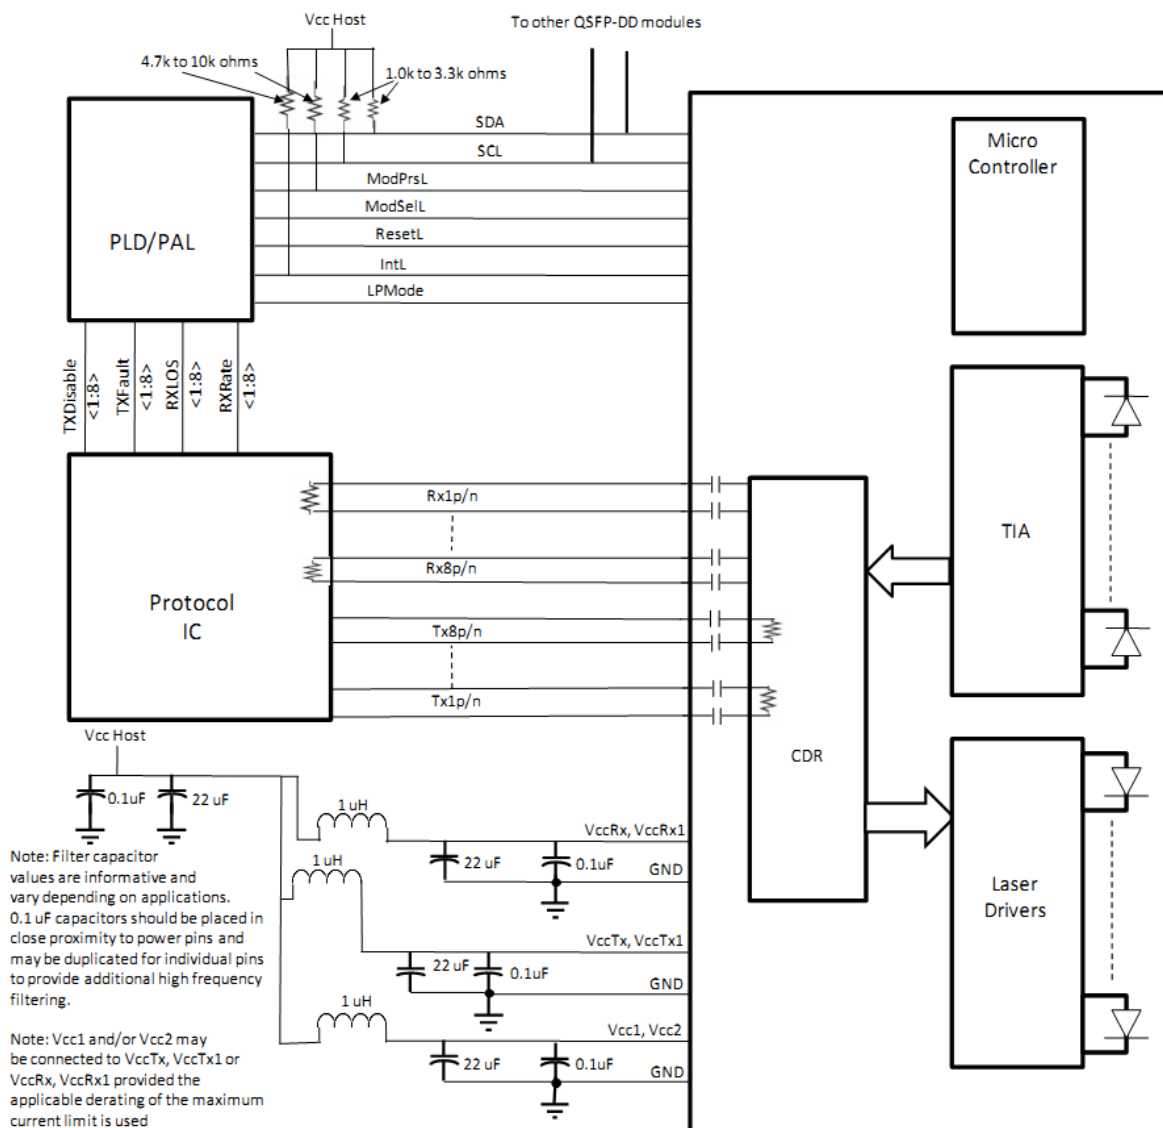 Vcc Host
To other QSFP-DD modules
4.7k to 10k ohms
1.0k to 3.3k ohms
SDA
SCL
ModPrsL
ModSelL
ResetL
IntL
LPMode
PLD/PAL
Micro
Controller
TXDisable
<1:8>
TXFault
<1:8>
RXLOS
<1:8>
RXRate
<1:8>
Rx1p/n
Rx8p/n
Tx8p/n
Tx1p/n
Protocol
IC
TIA
CDR
Laser
Drivers
Vcc Host
0.1uF
22 uF
1 uH
VccRx, VccRx1
22 uF
0.1uF
GND
1 uH
VccTx, VccTx1
22 uF
0.1uF
GND
1 uH
Vcc1, Vcc2
22 uF
0.1uF
GND
Note: Filter capacitor
values are informative and
vary depending on applications.
0.1 uF capacitors should be placed in
close proximity to power pins and
may be duplicated for individual pins
to provide additional high frequency
filtering.
Note: Vcc1 and/or Vcc2 may
be connected to VccTx, VccTx1 or
VccRx, VccRx1 provided the
applicable derating of the maximum
current limit is used